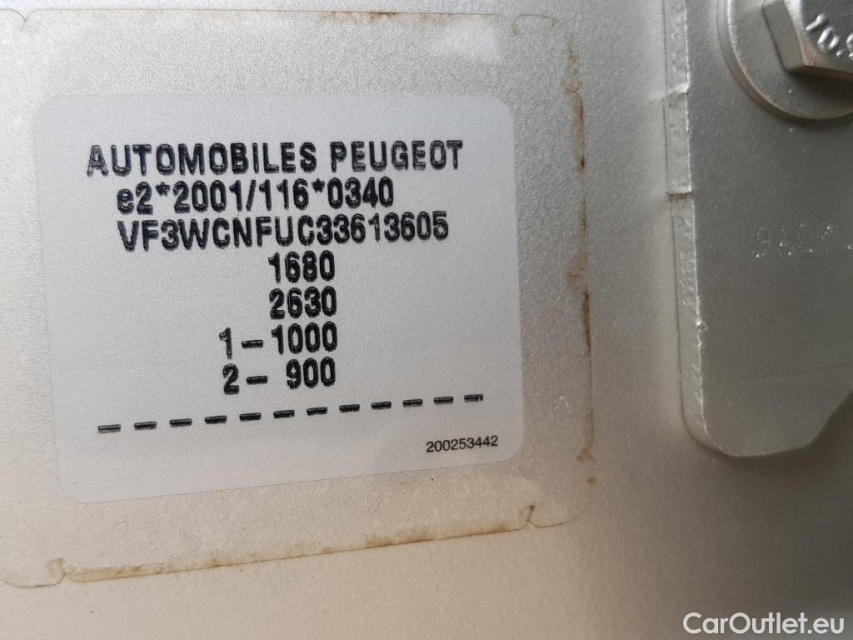 AUTOMOBILES PEUGEOT
e2*2001/116*0340
VF3WCNFUC33613605
1680
2630
1- 1000
2- 900
- - - - - - - - - - - -
200253442
CarOutlet.eu